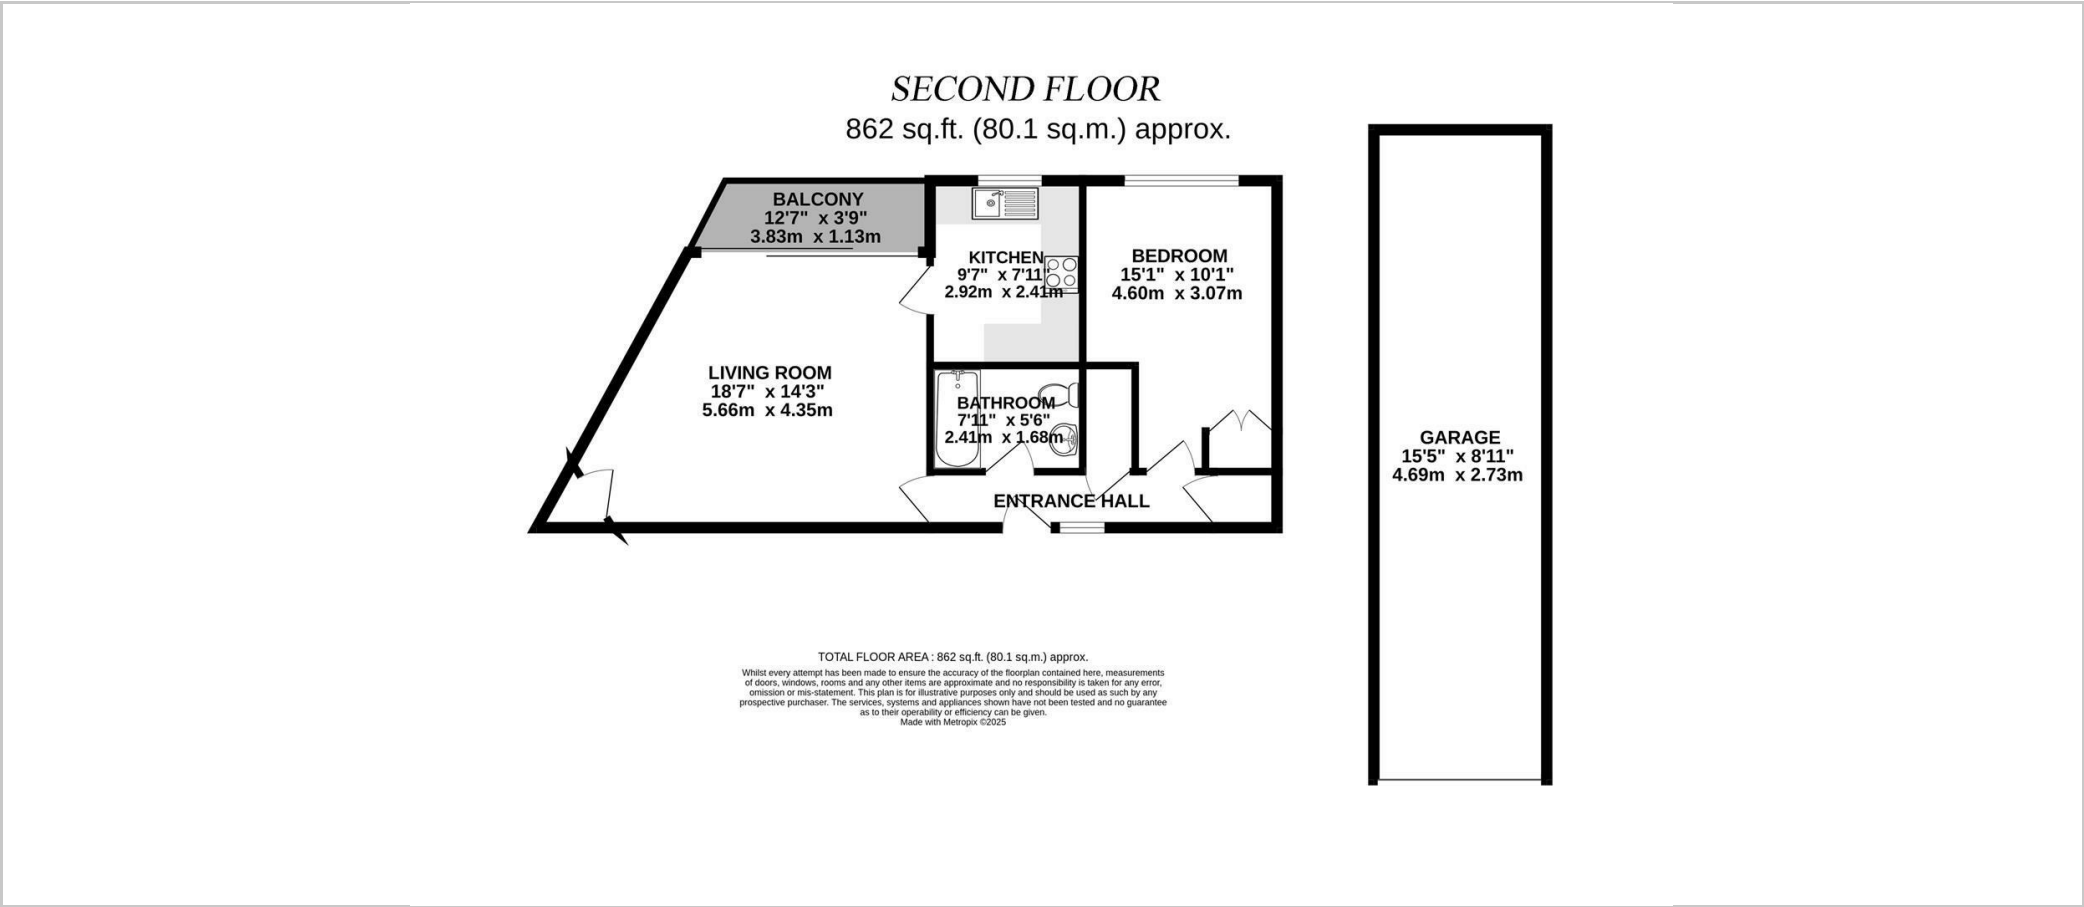 SECOND FLOOR
862 sq.ft. (80.1 sq.m.) approx.
BALCONY
12'7" x 3'9"
3.83m x 1.13m
KITCHEN
9'7" x 7'11"
2.92m x 2.41m
BEDROOM
15'1" x 10'1"
4.60m x 3.07m
LIVING ROOM
18'7" x 14'3"
5.66m x 4.35m
BATHROOM
7'11" x 5'6"
2.41m x 1.68m
ENTRANCE HALL
GARAGE
15'5" x 8'11"
4.69m x 2.73m
TOTAL FLOOR AREA : 862 sq.ft. (80.1 sq.m.) approx.
Whilst every attempt has been made to ensure the accuracy of the floorplan contained here, measurements
of doors, windows, rooms and any other items are approximate and no responsibility is taken for any error,
omission or mis-statement. This plan is for illustrative purposes only and should be used as such by any
prospective purchaser. The services, systems and appliances shown have not been tested and no guarantee
as to their operability or efficiency can be given.
Made with Metropix ©2025